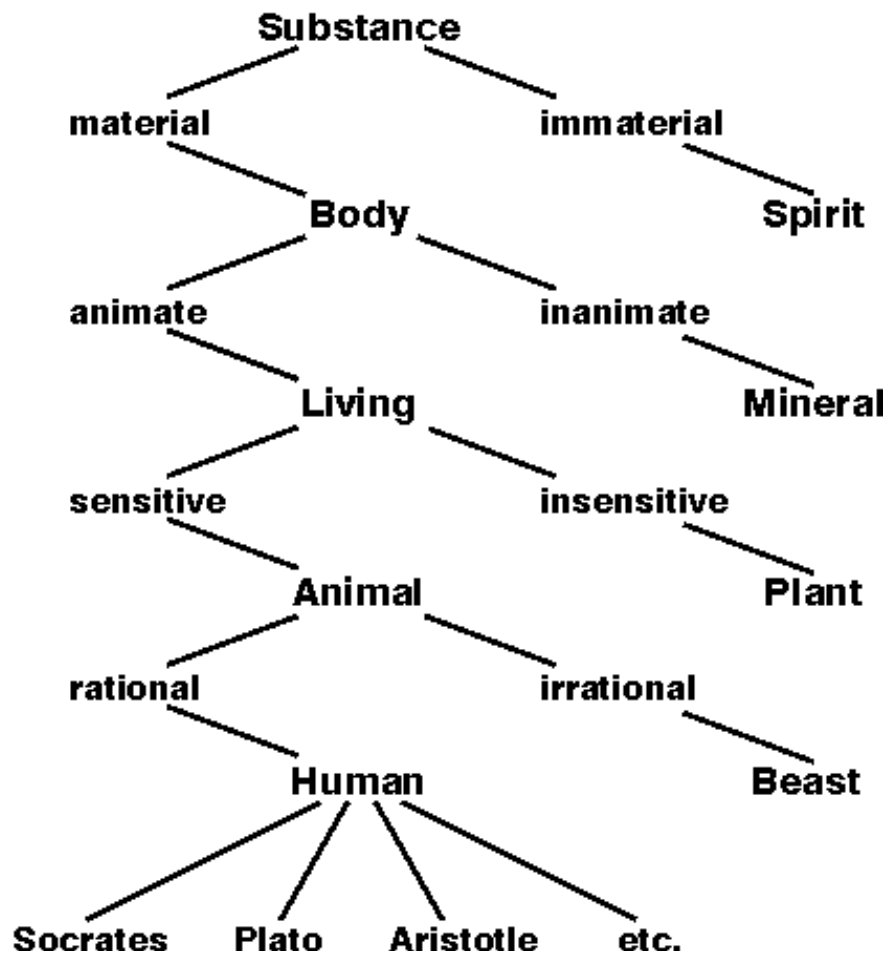 Substance
material immaterial
Body Spirit
animate inanimate
Living Mineral
sensitive insensitive
Animal Plant
rational irrational
Human Beast
Socrates Plato Aristotle etc.